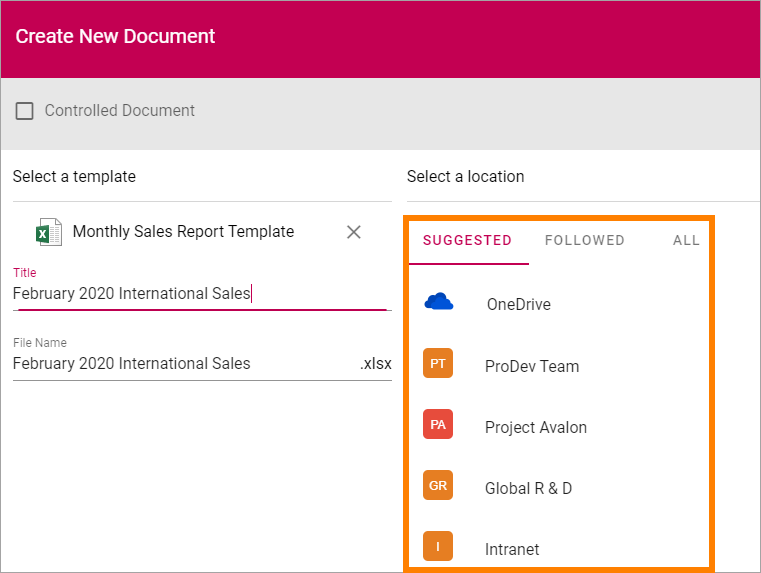 Create New Document
Controlled Document
Select a template
Monthly Sales Report Template
Title
February 2020 International Sales
File Name
February 2020 International Sales .xlsx
Select a location
SUGGESTED FOLLOWED ALL
OneDrive
PT ProDev Team
PA Project Avalon
GR Global R & D
I Intranet